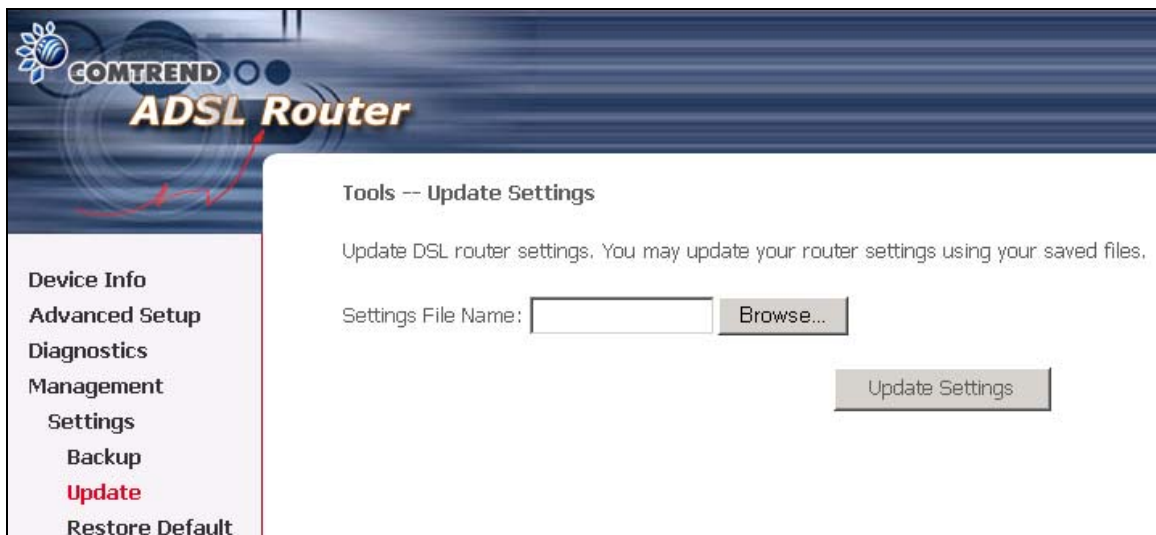 COMTREND
ADSL Router
Tools -- Update Settings
Update DSL router settings. You may update your router settings using your saved files.
Settings File Name:
Browse...
Update Settings
Device Info
Advanced Setup
Diagnostics
Management
Settings
Backup
Update
Restore Default